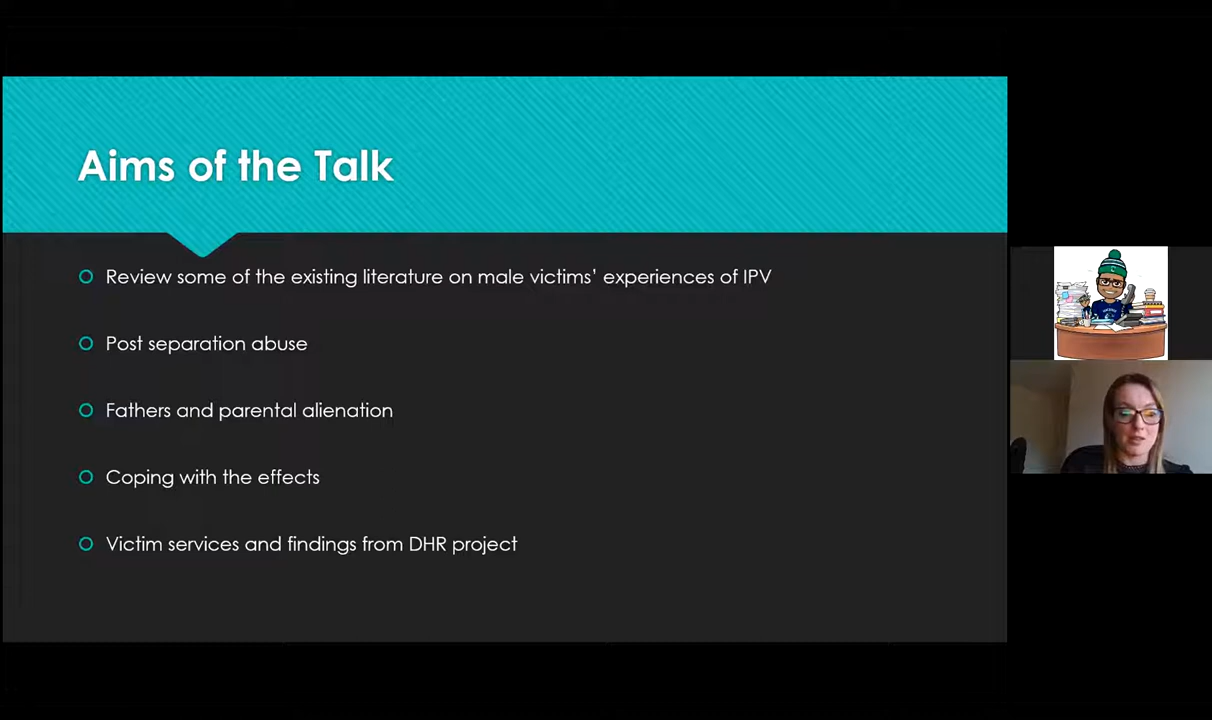 Aims of the Talk
Review some of the existing literature on male victims’ experiences of IPV
Post separation abuse
Fathers and parental alienation
Coping with the effects
Victim services and findings from DHR project